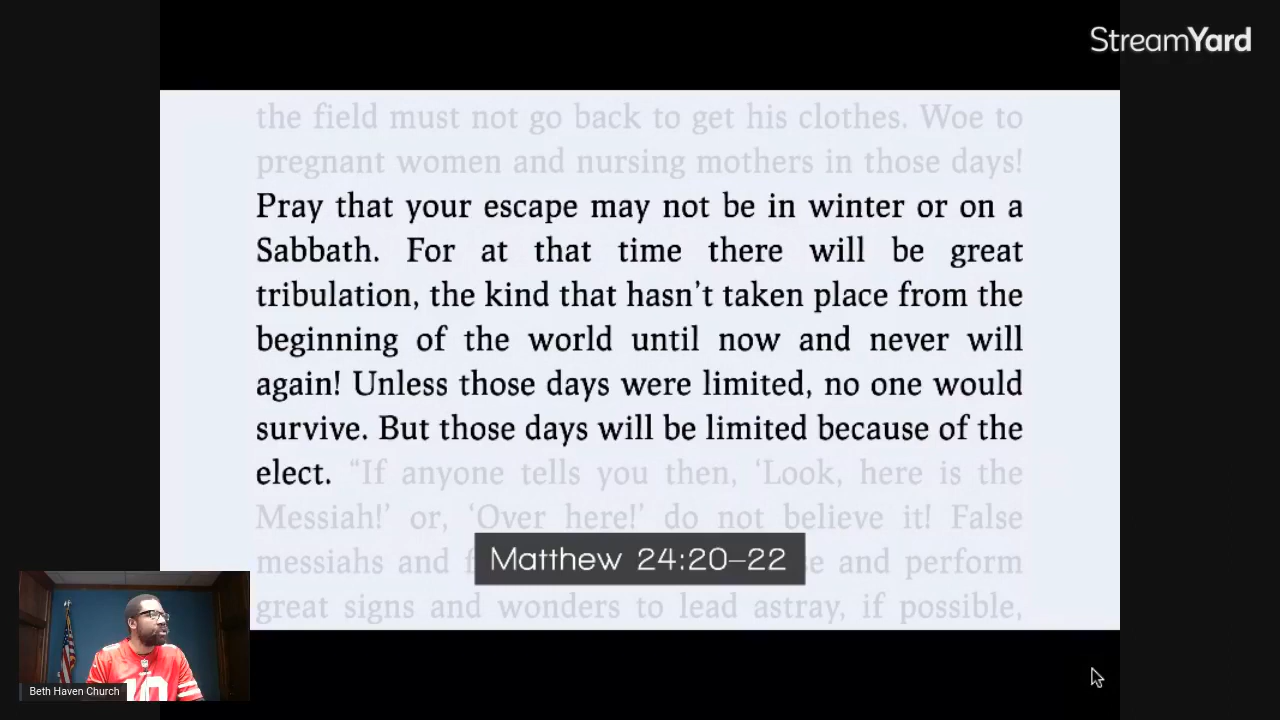 StreamYard
the field must not go back to get his clothes. Woe to
pregnant women and nursing mothers in those days!
Pray that your escape may not be in winter or on a
Sabbath. For at that time there will be great
tribulation, the kind that hasn't taken place from the
beginning of the world until now and never will
again! Unless those days were limited, no one would
survive. But those days will be limited because of the
elect. “If anyone tells you then, ‘Look, here is the
Messiah!’ or, ‘Over here!’ do not believe it! False
messiahs and e and perform
Matthew 24:20–22
great signs and wonders to lead astray, if possible,
Beth Haven Church